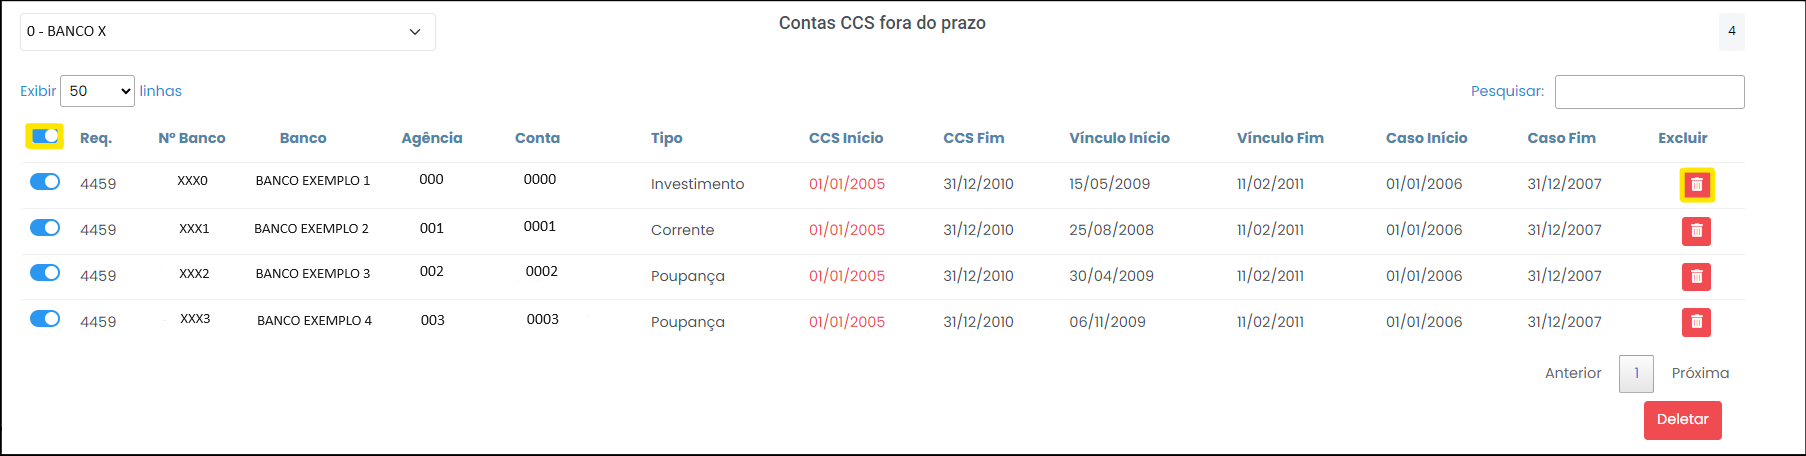 0 - BANCO X
Contas CCS fora do prazo
4
Exibir 50 linhas
Pesquisar:
Req. Nº Banco Banco Agência Conta Tipo CCS Início CCS Fim Vínculo Início Vínculo Fim Caso Início Caso Fim Excluir
4459 XXX0 BANCO EXEMPLO 1 000 0000 Investimento 01/01/2005 31/12/2010 15/05/2009 11/02/2011 01/01/2006 31/12/2007
4459 XXX1 BANCO EXEMPLO 2 001 0001 Corrente 01/01/2005 31/12/2010 25/08/2008 11/02/2011 01/01/2006 31/12/2007
4459 XXX2 BANCO EXEMPLO 3 002 0002 Poupança 01/01/2005 31/12/2010 30/04/2009 11/02/2011 01/01/2006 31/12/2007
4459 XXX3 BANCO EXEMPLO 4 003 0003 Poupança 01/01/2005 31/12/2010 06/11/2009 11/02/2011 01/01/2006 31/12/2007
Anterior 1 Próxima
Deletar